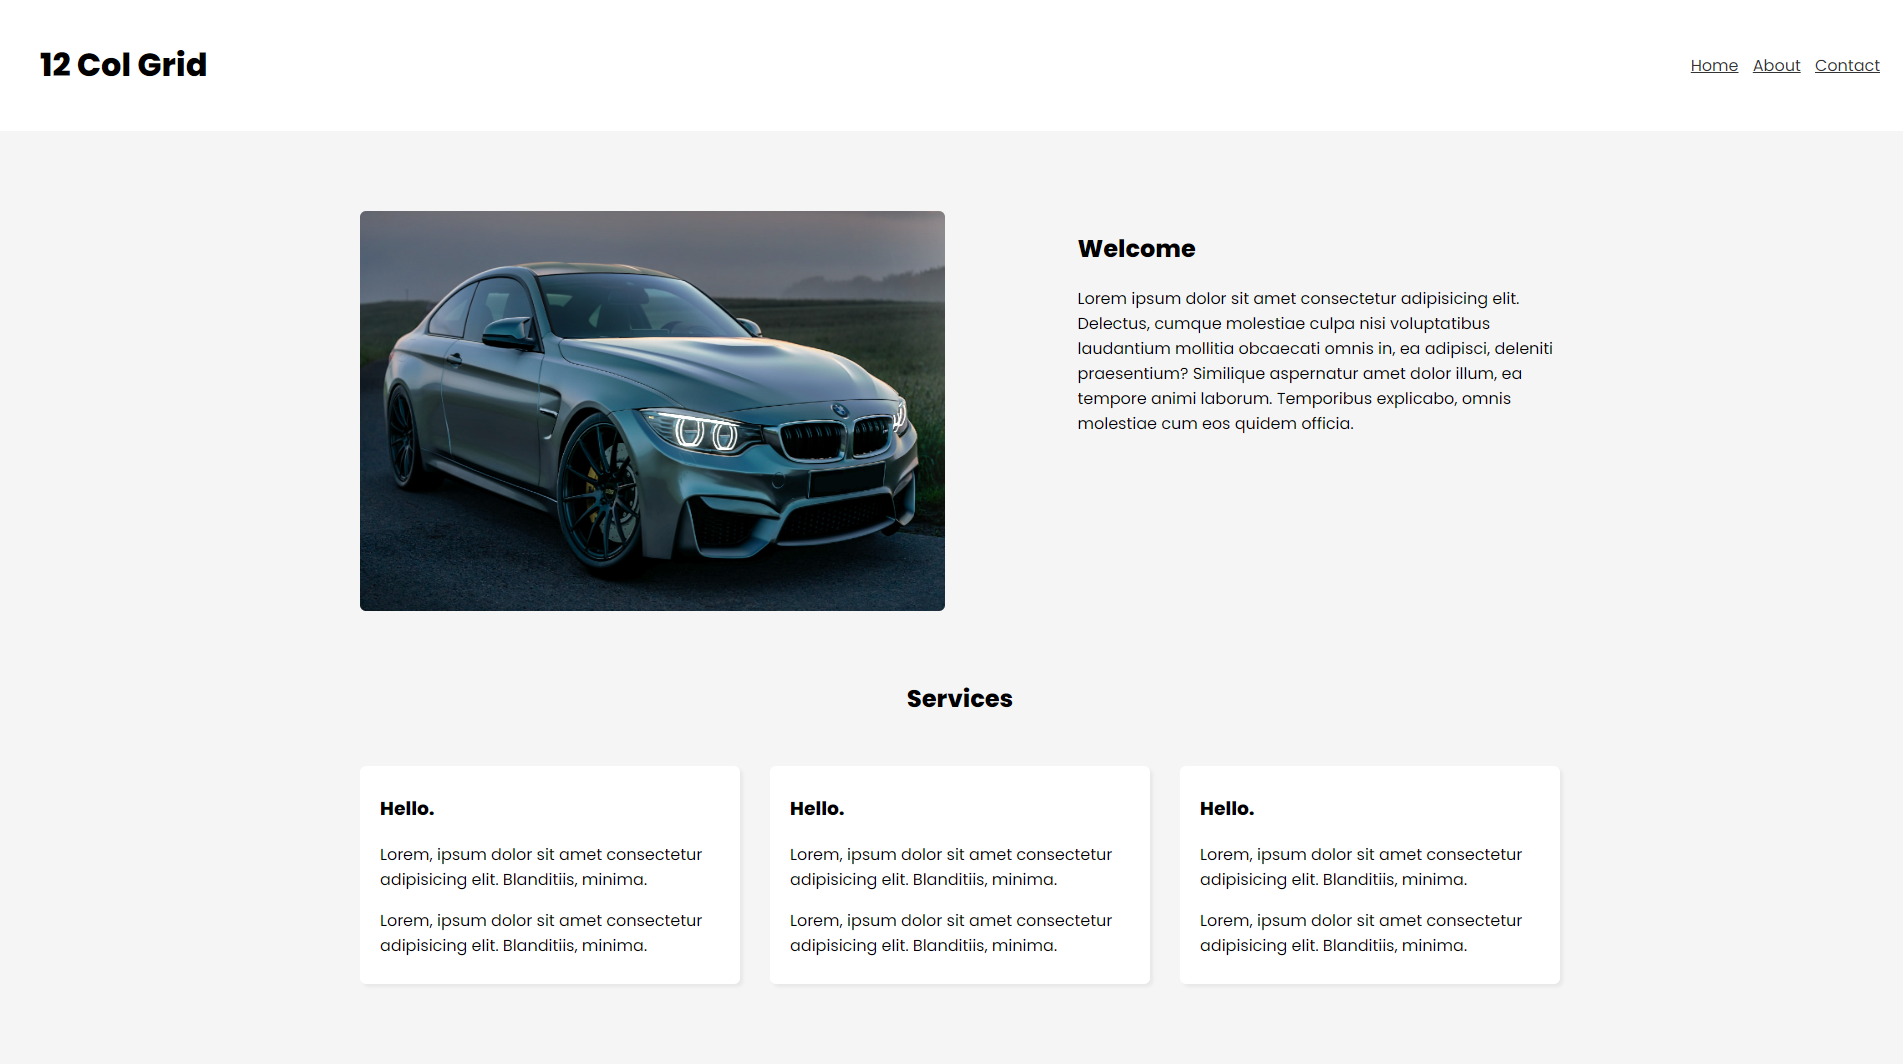 12 Col Grid
Home About Contact
Welcome
Lorem ipsum dolor sit amet consectetur adipisicing elit.
Delectus, cumque molestiae culpa nisi voluptatibus
laudantium mollitia obcaecati omnis in, ea adipisci, deleniti
praesentium? Similique aspernatur amet dolor illum, ea
tempore animi laborum. Temporibus explicabo, omnis
molestiae cum eos quidem officia.
Services
Hello.
Lorem, ipsum dolor sit amet consectetur
adipisicing elit. Blanditiis, minima.
Lorem, ipsum dolor sit amet consectetur
adipisicing elit. Blanditiis, minima.
Hello.
Lorem, ipsum dolor sit amet consectetur
adipisicing elit. Blanditiis, minima.
Lorem, ipsum dolor sit amet consectetur
adipisicing elit. Blanditiis, minima.
Hello.
Lorem, ipsum dolor sit amet consectetur
adipisicing elit. Blanditiis, minima.
Lorem, ipsum dolor sit amet consectetur
adipisicing elit. Blanditiis, minima.